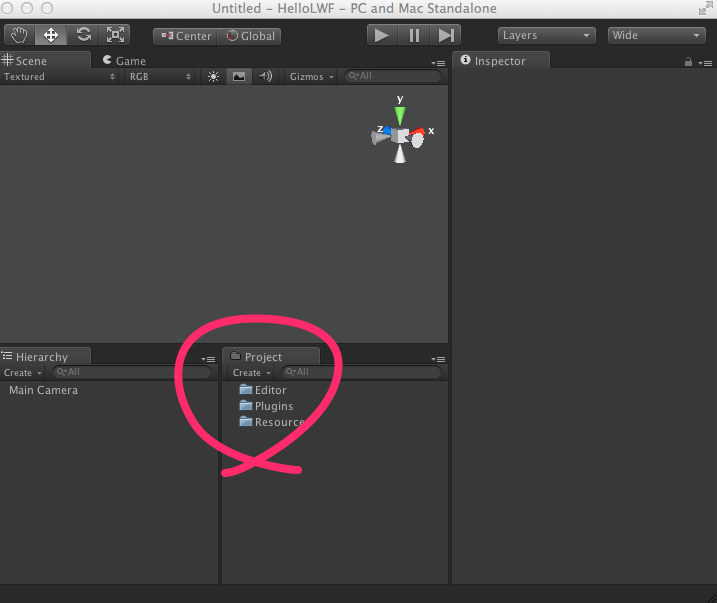 Untitled – HelloLWF – PC and Mac Standalone
Center Global Layers Wide
Scene Game Inspector
Textured RGB Gizmos All
y
z x
Hierarchy Project
Create All Create All
Main Camera Editor
Plugins